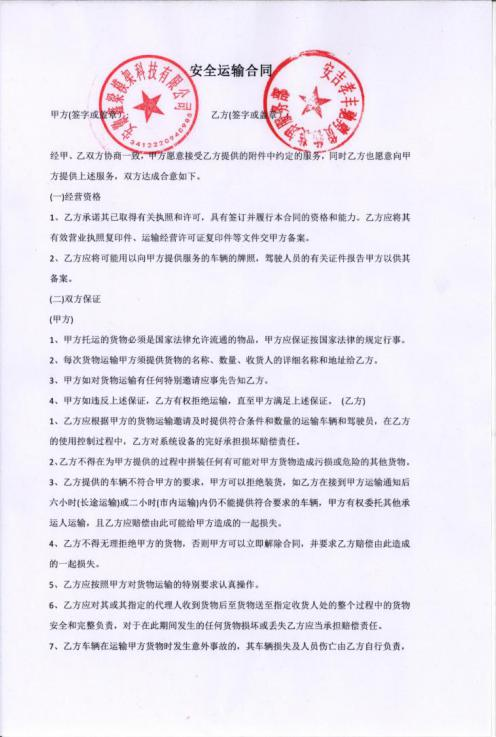 安全运输合同
甲方(签字或盖章) 乙方(签字或盖章)
3412220940985
经甲、乙双方协商一致，甲方愿意接受乙方提供的附件中约定的服务，同时乙方也愿意向甲
方提供上述服务，双方达成合意如下。
(一)经营资格
1、乙方承诺其已取得有关执照和许可，具有签订并履行本合同的资格和能力。乙方应将其
有效营业执照复印件、运输经营许可证复印件等文件交甲方备案。
2、乙方应将可能用以向甲方提供服务的车辆的牌照，驾驶人员的有关证件报告甲方以供其
备案。
(二)双方保证
(甲方)
1、甲方托运的货物必须是国家法律允许流通的物品，甲方应保证按国家法律的规定行事。
2、每次货物运输甲方须提供货物的名称、数量、收货人的详细名称和地址给乙方。
3、甲方如对货物运输有任何特别邀请应事先告知乙方。
4、甲方如违反上述保证，乙方有权拒绝运输，直至甲方满足上述保证。 (乙方)
1、乙方应根据甲方的货物运输邀请及时提供符合条件和数量的运输车辆和驾驶员，在乙方
的使用控制过程中，乙方对系统设备的完好承担损坏赔偿责任。
2、乙方不得在为甲方提供的过程中拼装任何有可能对甲方货物造成污损或危险的其他货物。
3、乙方提供的车辆不符合甲方的要求，甲方可以拒绝装货，如乙方在接到甲方运输通知后
六小时(长途运输)或二小时(市内运输)内仍不能提供符合要求的车辆，甲方有权委托其他承
运人运输，且乙方应赔偿由此可能给甲方造成的一起损失。
4、乙方不得无理拒绝甲方的货物，否则甲方可以立即解除合同，并要求乙方赔偿由此造成
的一起损失。
5、乙方应按照甲方对货物运输的特别要求认真操作。
6、乙方应对其或其指定的代理人收到货物后至货物送至指定收货人处的整个过程中的货物
安全和完整负责，对于在此期间发生的任何货物损坏或丢失乙方应当承担赔偿责任。
7、乙方车辆在运输甲方货物时发生意外事故的，其车辆损失及人员伤亡由乙方自行负责，